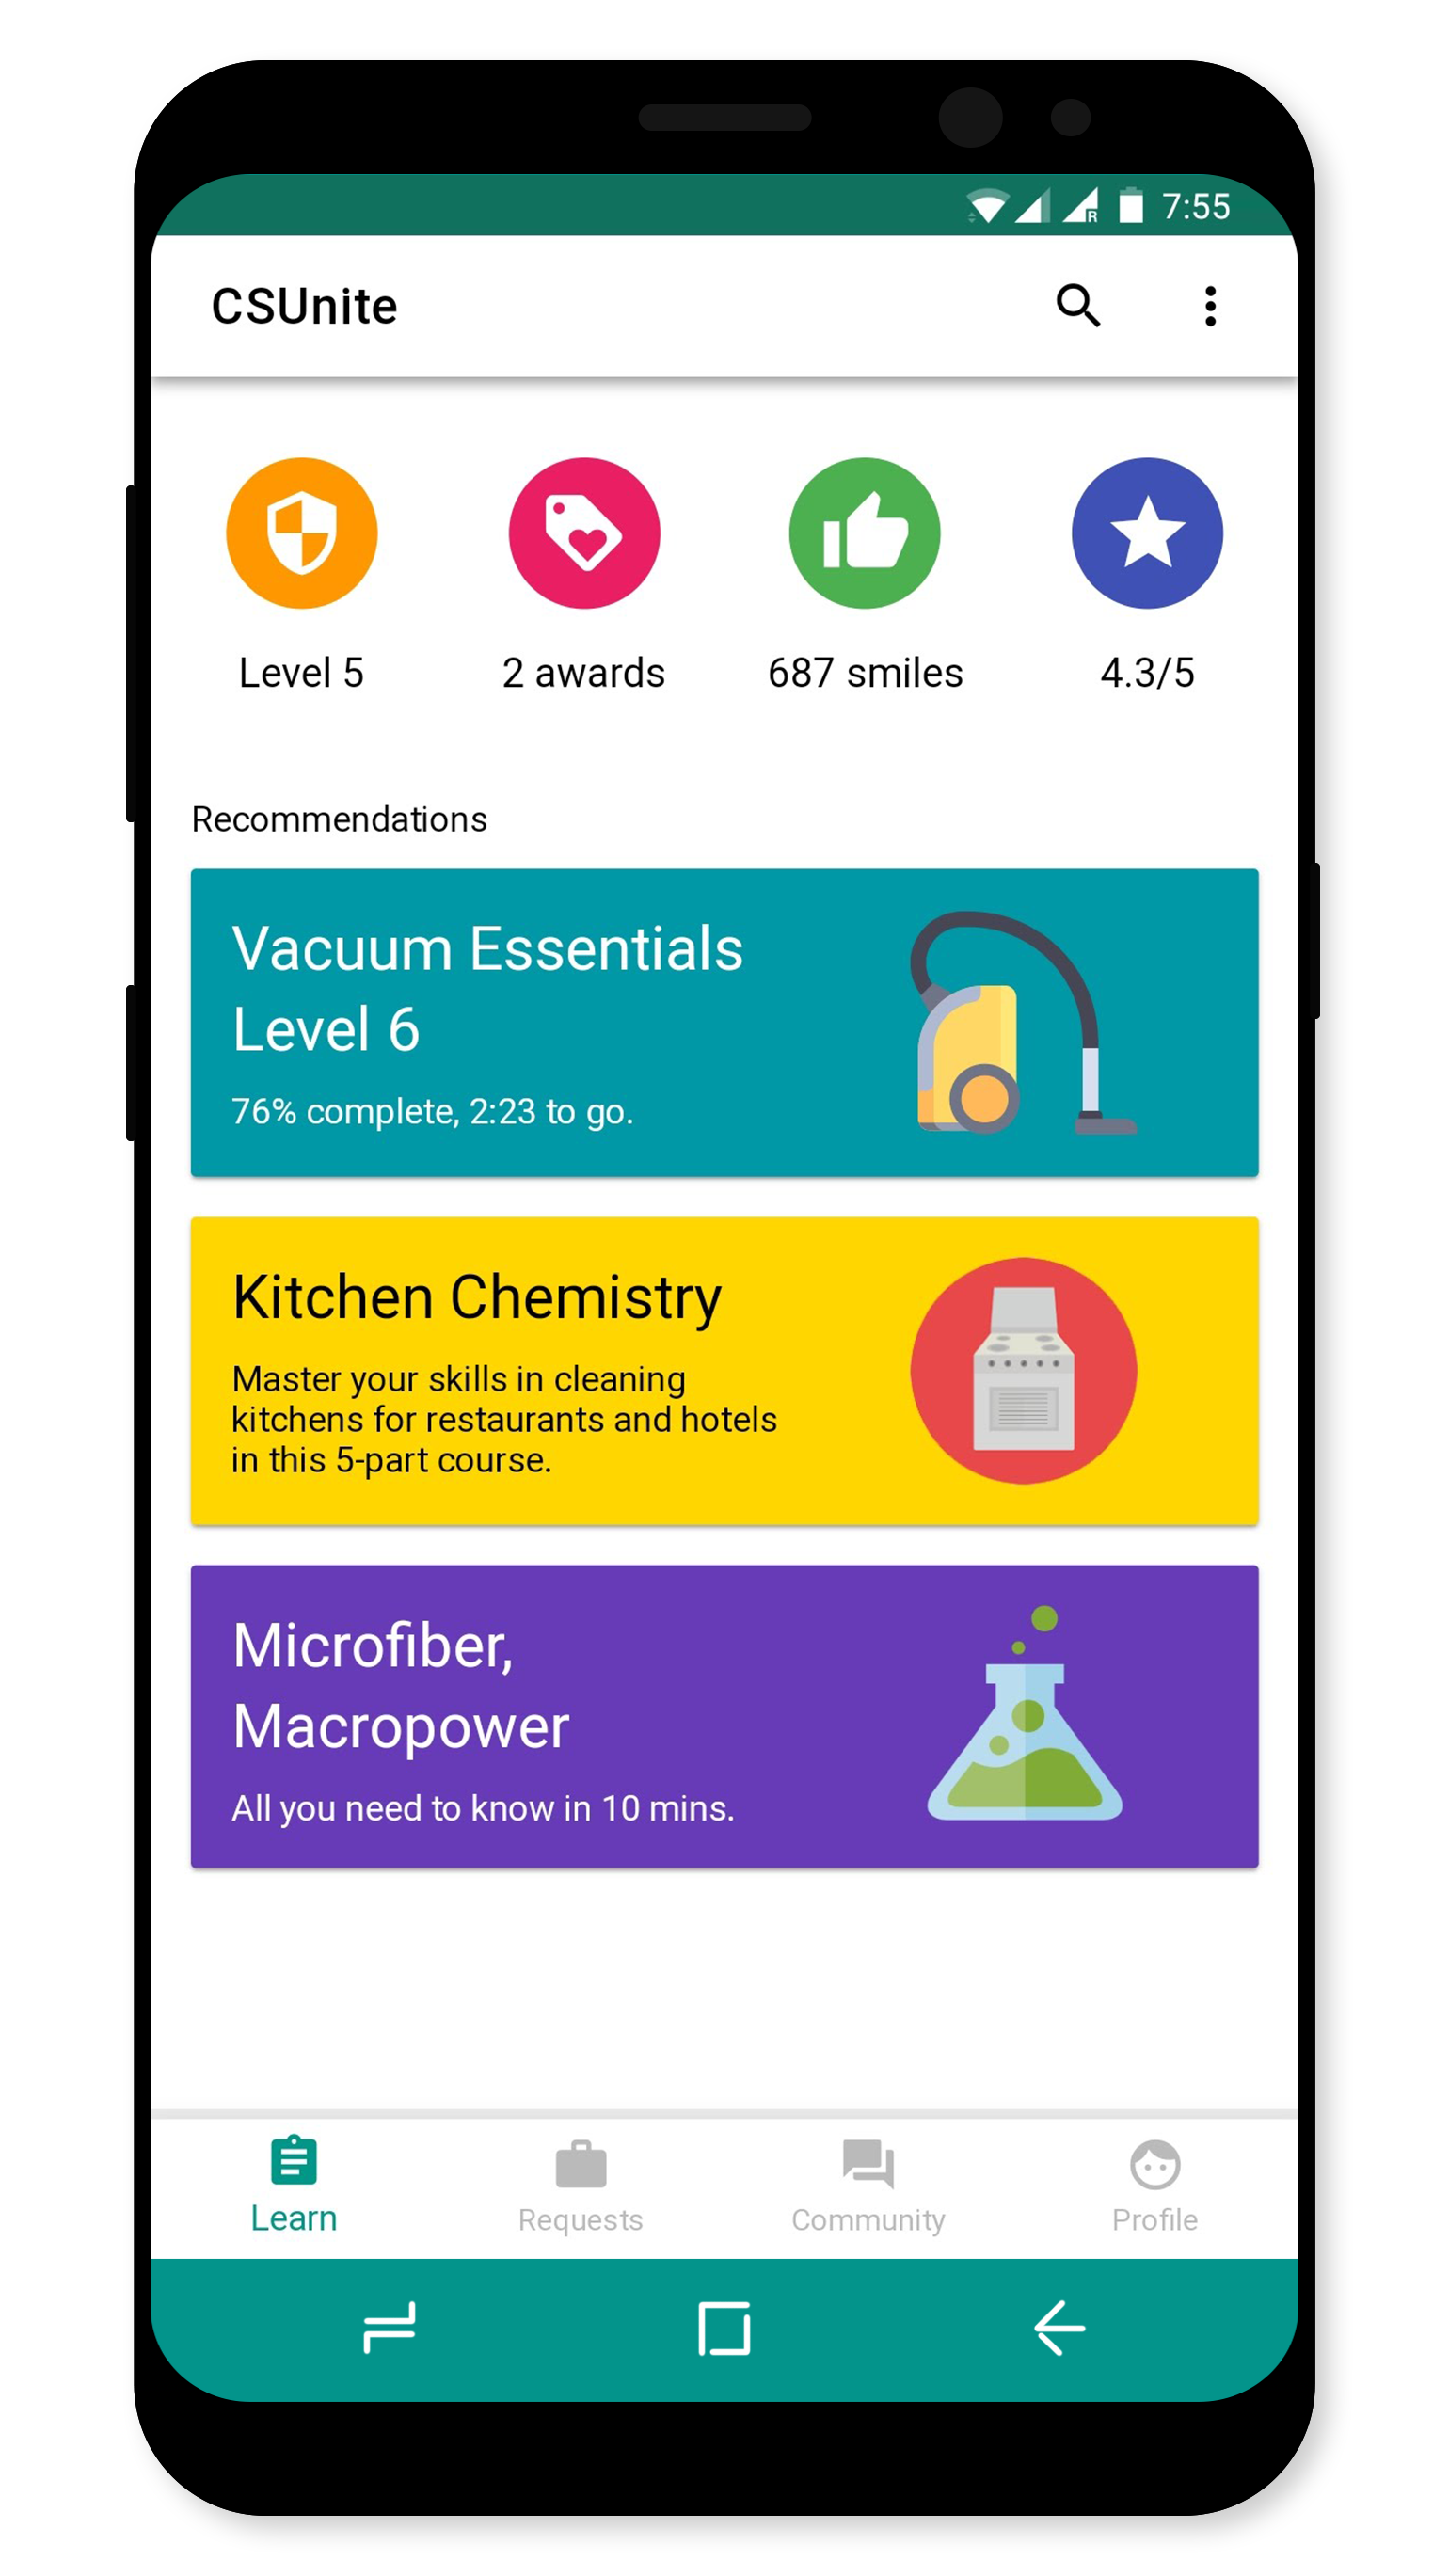 7:55
CSUnite
Level 5
2 awards
687 smiles
4.3/5
Recommendations
Vacuum Essentials
Level 6
76% complete, 2:23 to go.
Kitchen Chemistry
Master your skills in cleaning
kitchens for restaurants and hotels
in this 5-part course.
Microfiber,
Macropower
All you need to know in 10 mins.
Learn
Requests
Community
Profile